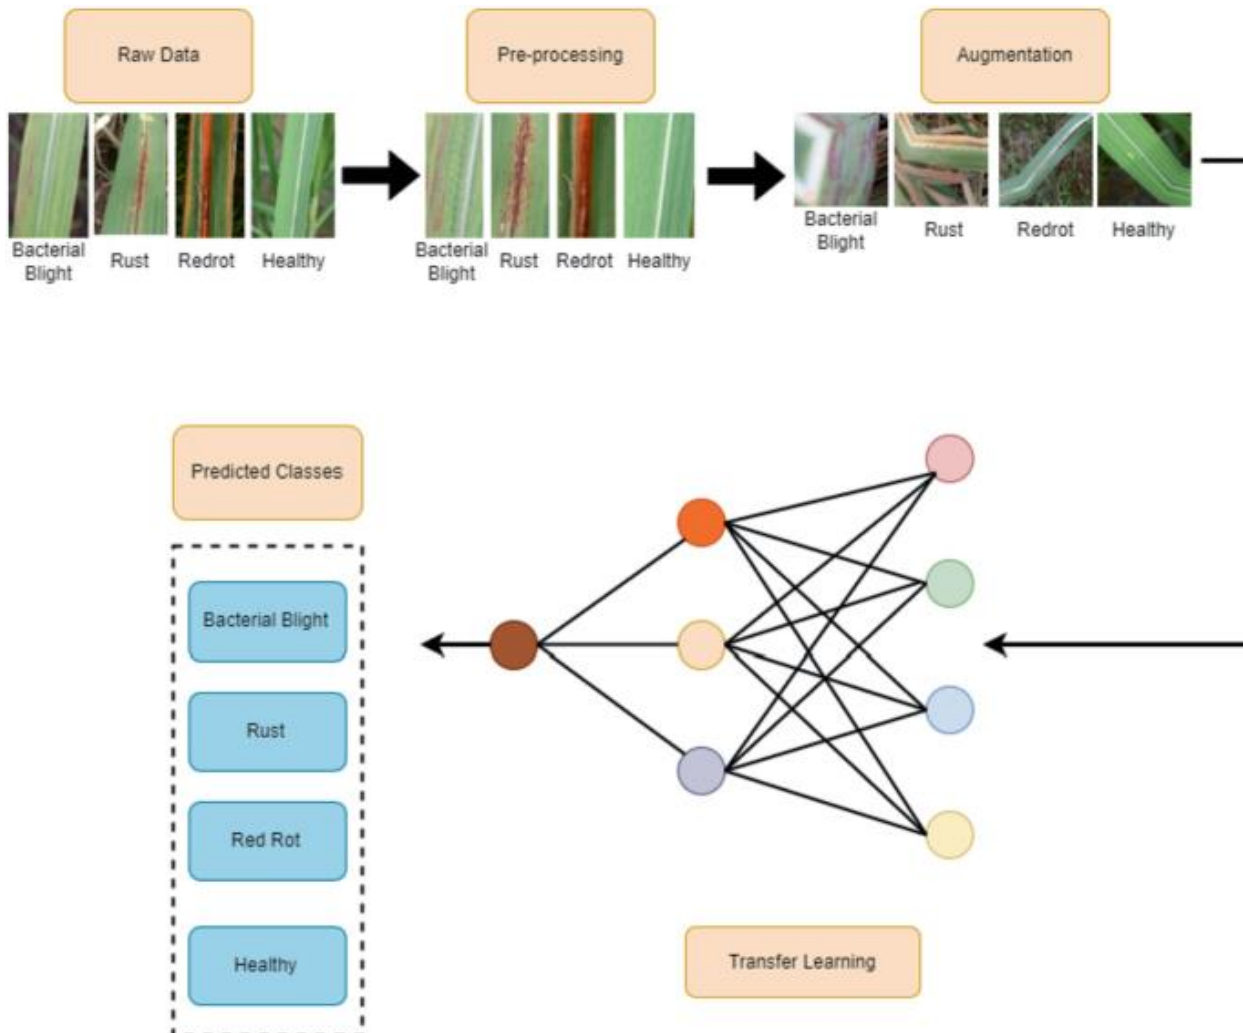 Raw Data
Pre-processing
Augmentation
Bacterial
Blight
Rust
Redrot
Healthy
Bacterial
Blight
Rust
Redrot
Healthy
Bacterial
Blight
Rust
Redrot
Healthy
Predicted Classes
Bacterial Blight
Rust
Red Rot
Healthy
Transfer Learning